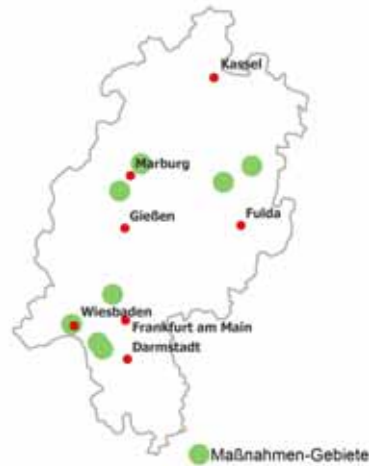 Kassel
Marburg
Gießen
Fulda
Wiesbaden
Frankfurt am Main
Darmstadt
Maßnahmen-Gebiete